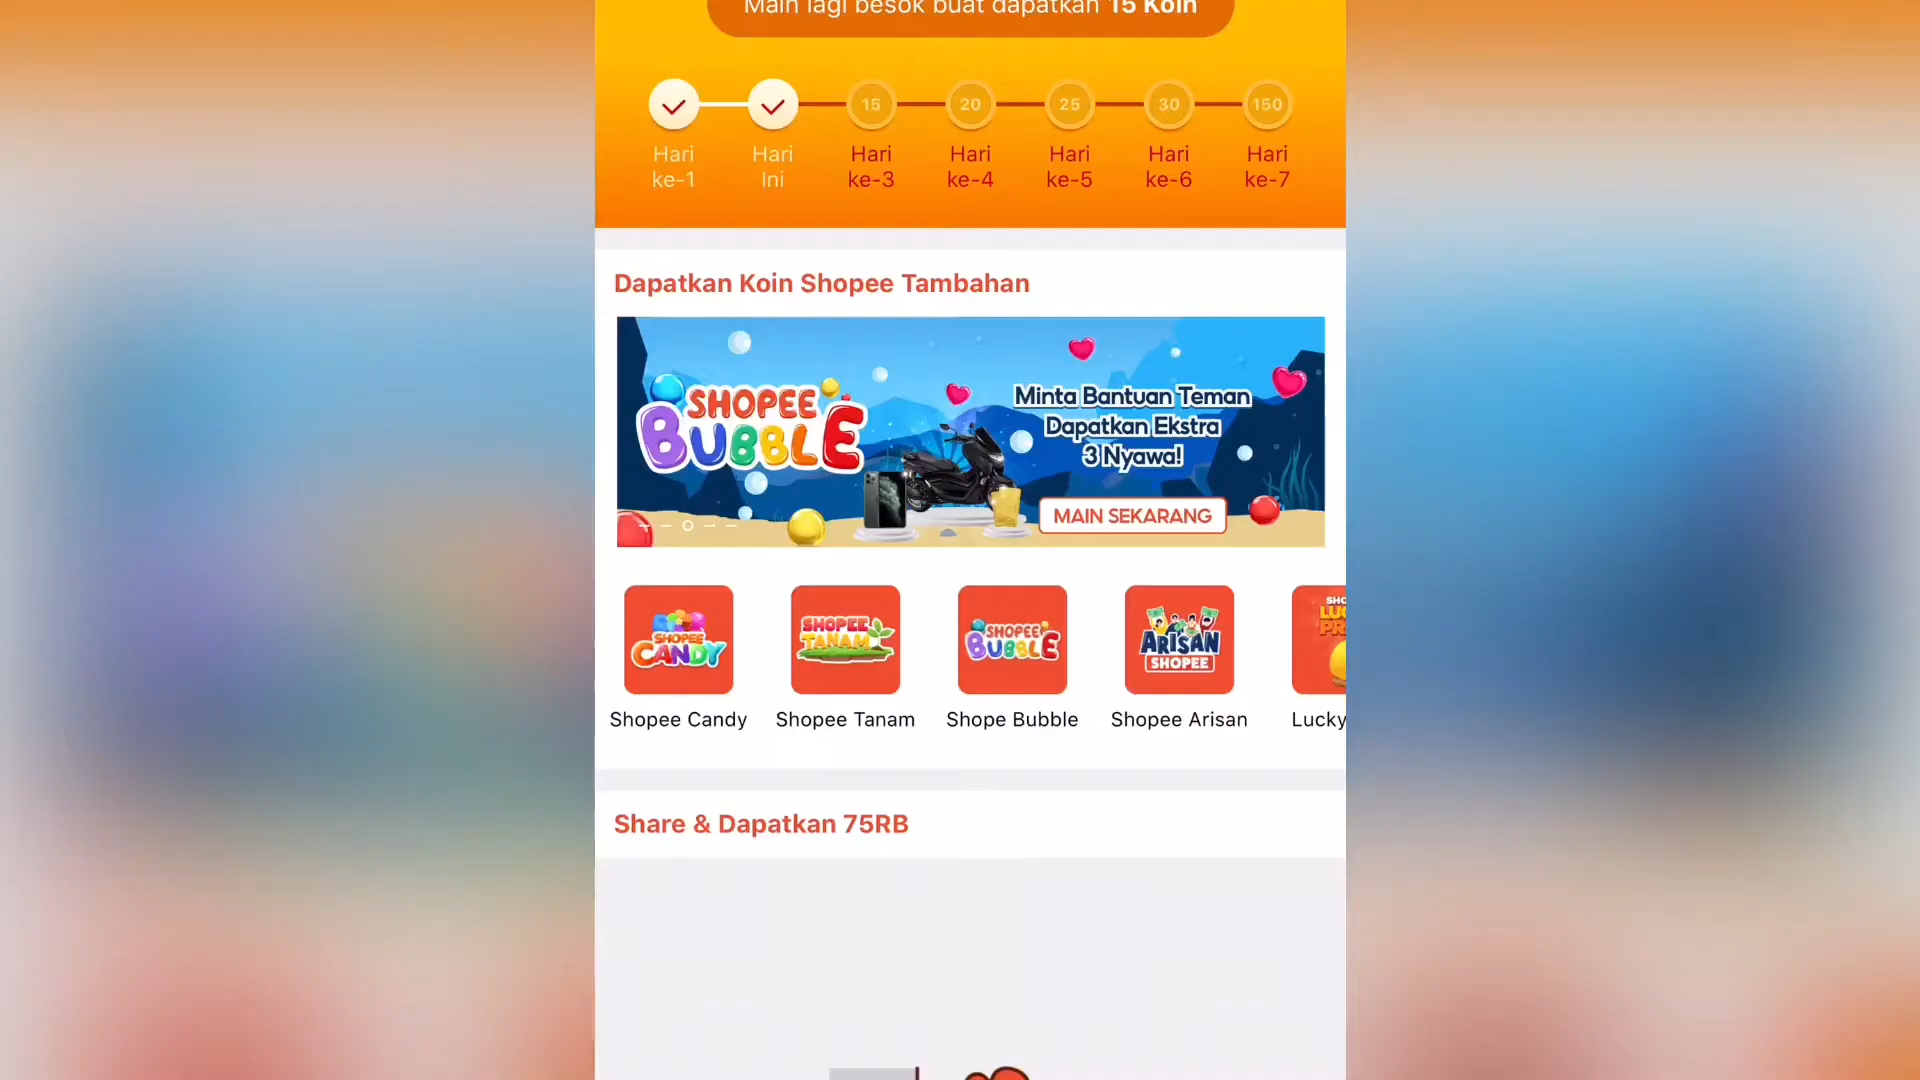 Main lagi besok buat dapatkan 15 Koin
15 20 25 30 150
Hari ke-1
Hari Ini
Hari ke-3
Hari ke-4
Hari ke-5
Hari ke-6
Hari ke-7
Dapatkan Koin Shopee Tambahan
SHOPEE
BUBBLE
Minta Bantuan Teman
Dapatkan Ekstra
3 Nyawa!
MAIN SEKARANG
SHOPEE
CANDY
SHOPEE
TANAM
SHOPEE
BUBBLE
ARISAN
SHOPEE
Shopee Candy
Shopee Tanam
Shope Bubble
Shopee Arisan
Lucky
Share & Dapatkan 75RB